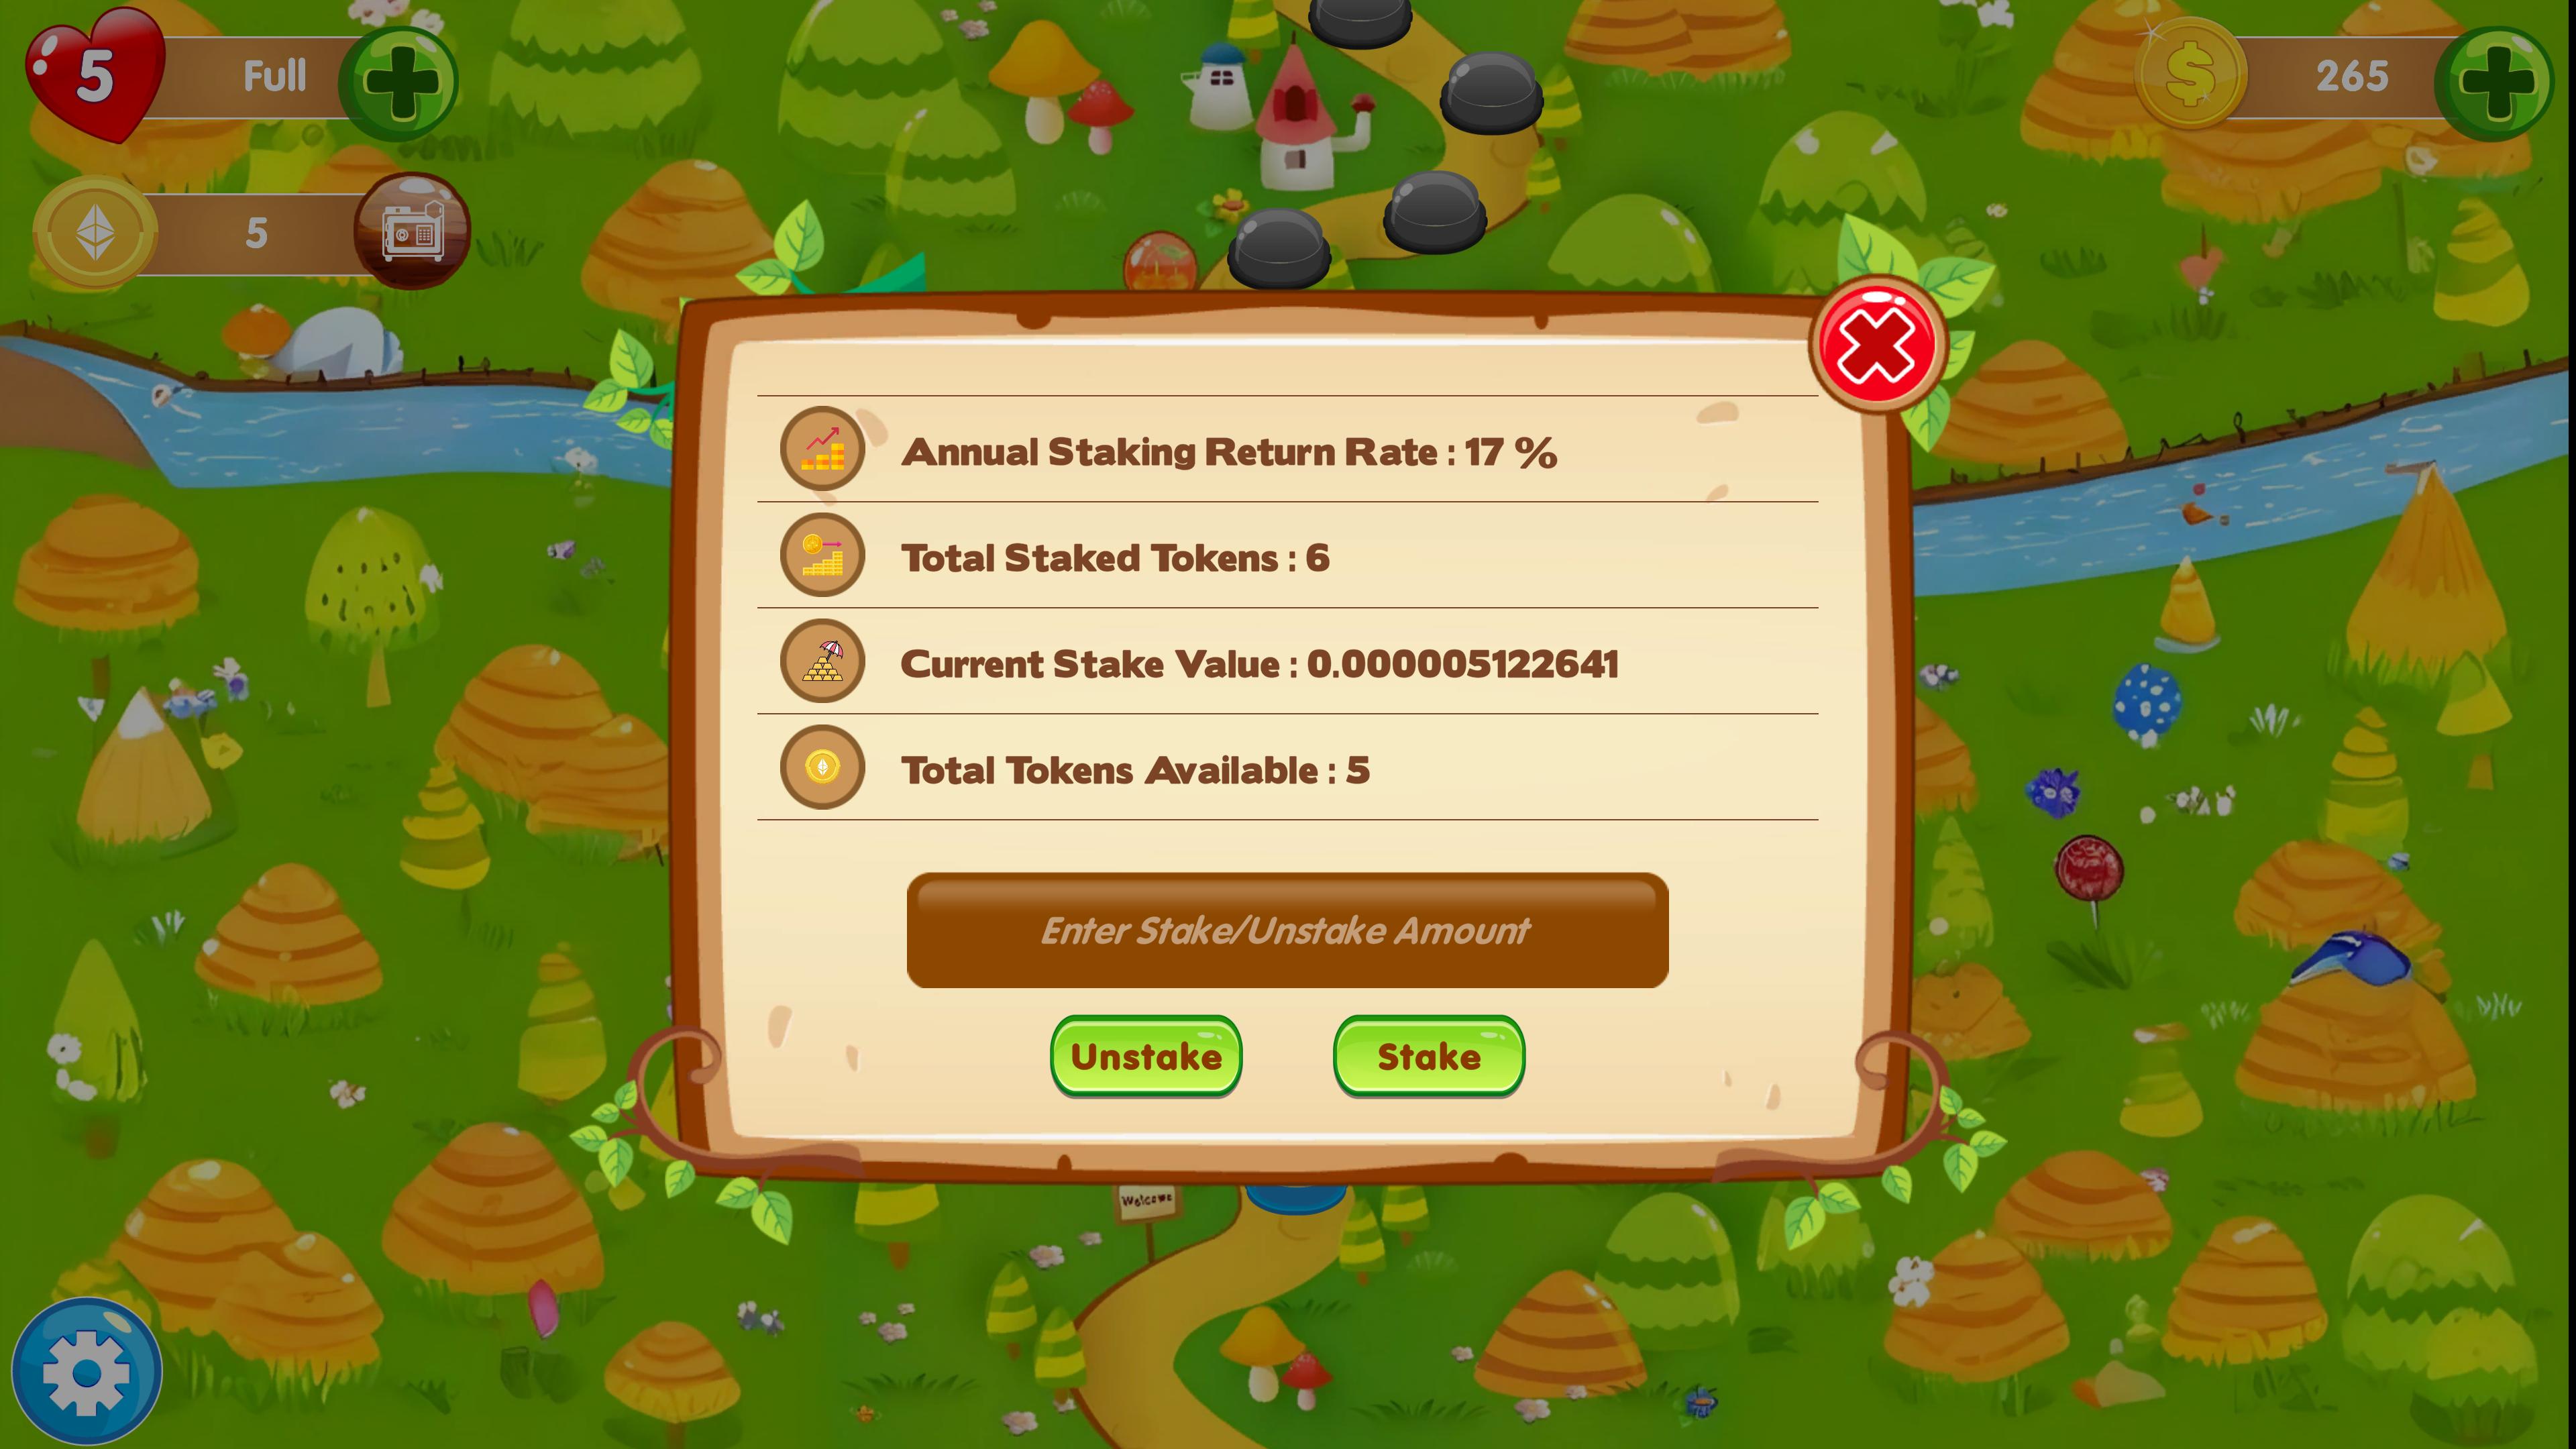 5
Full
265
5
Annual Staking Return Rate : 17 %
Total Staked Tokens : 6
Current Stake Value : 0.000005122641
Total Tokens Available : 5
Enter Stake/Unstake Amount
Unstake
Stake
Welcome